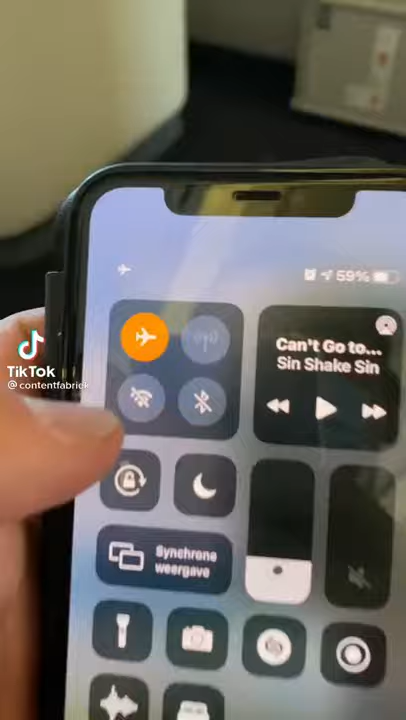 59%
Can't Go to...
Sin Shake Sin
TikTok
@contentfabriek
Synchrone
weergave